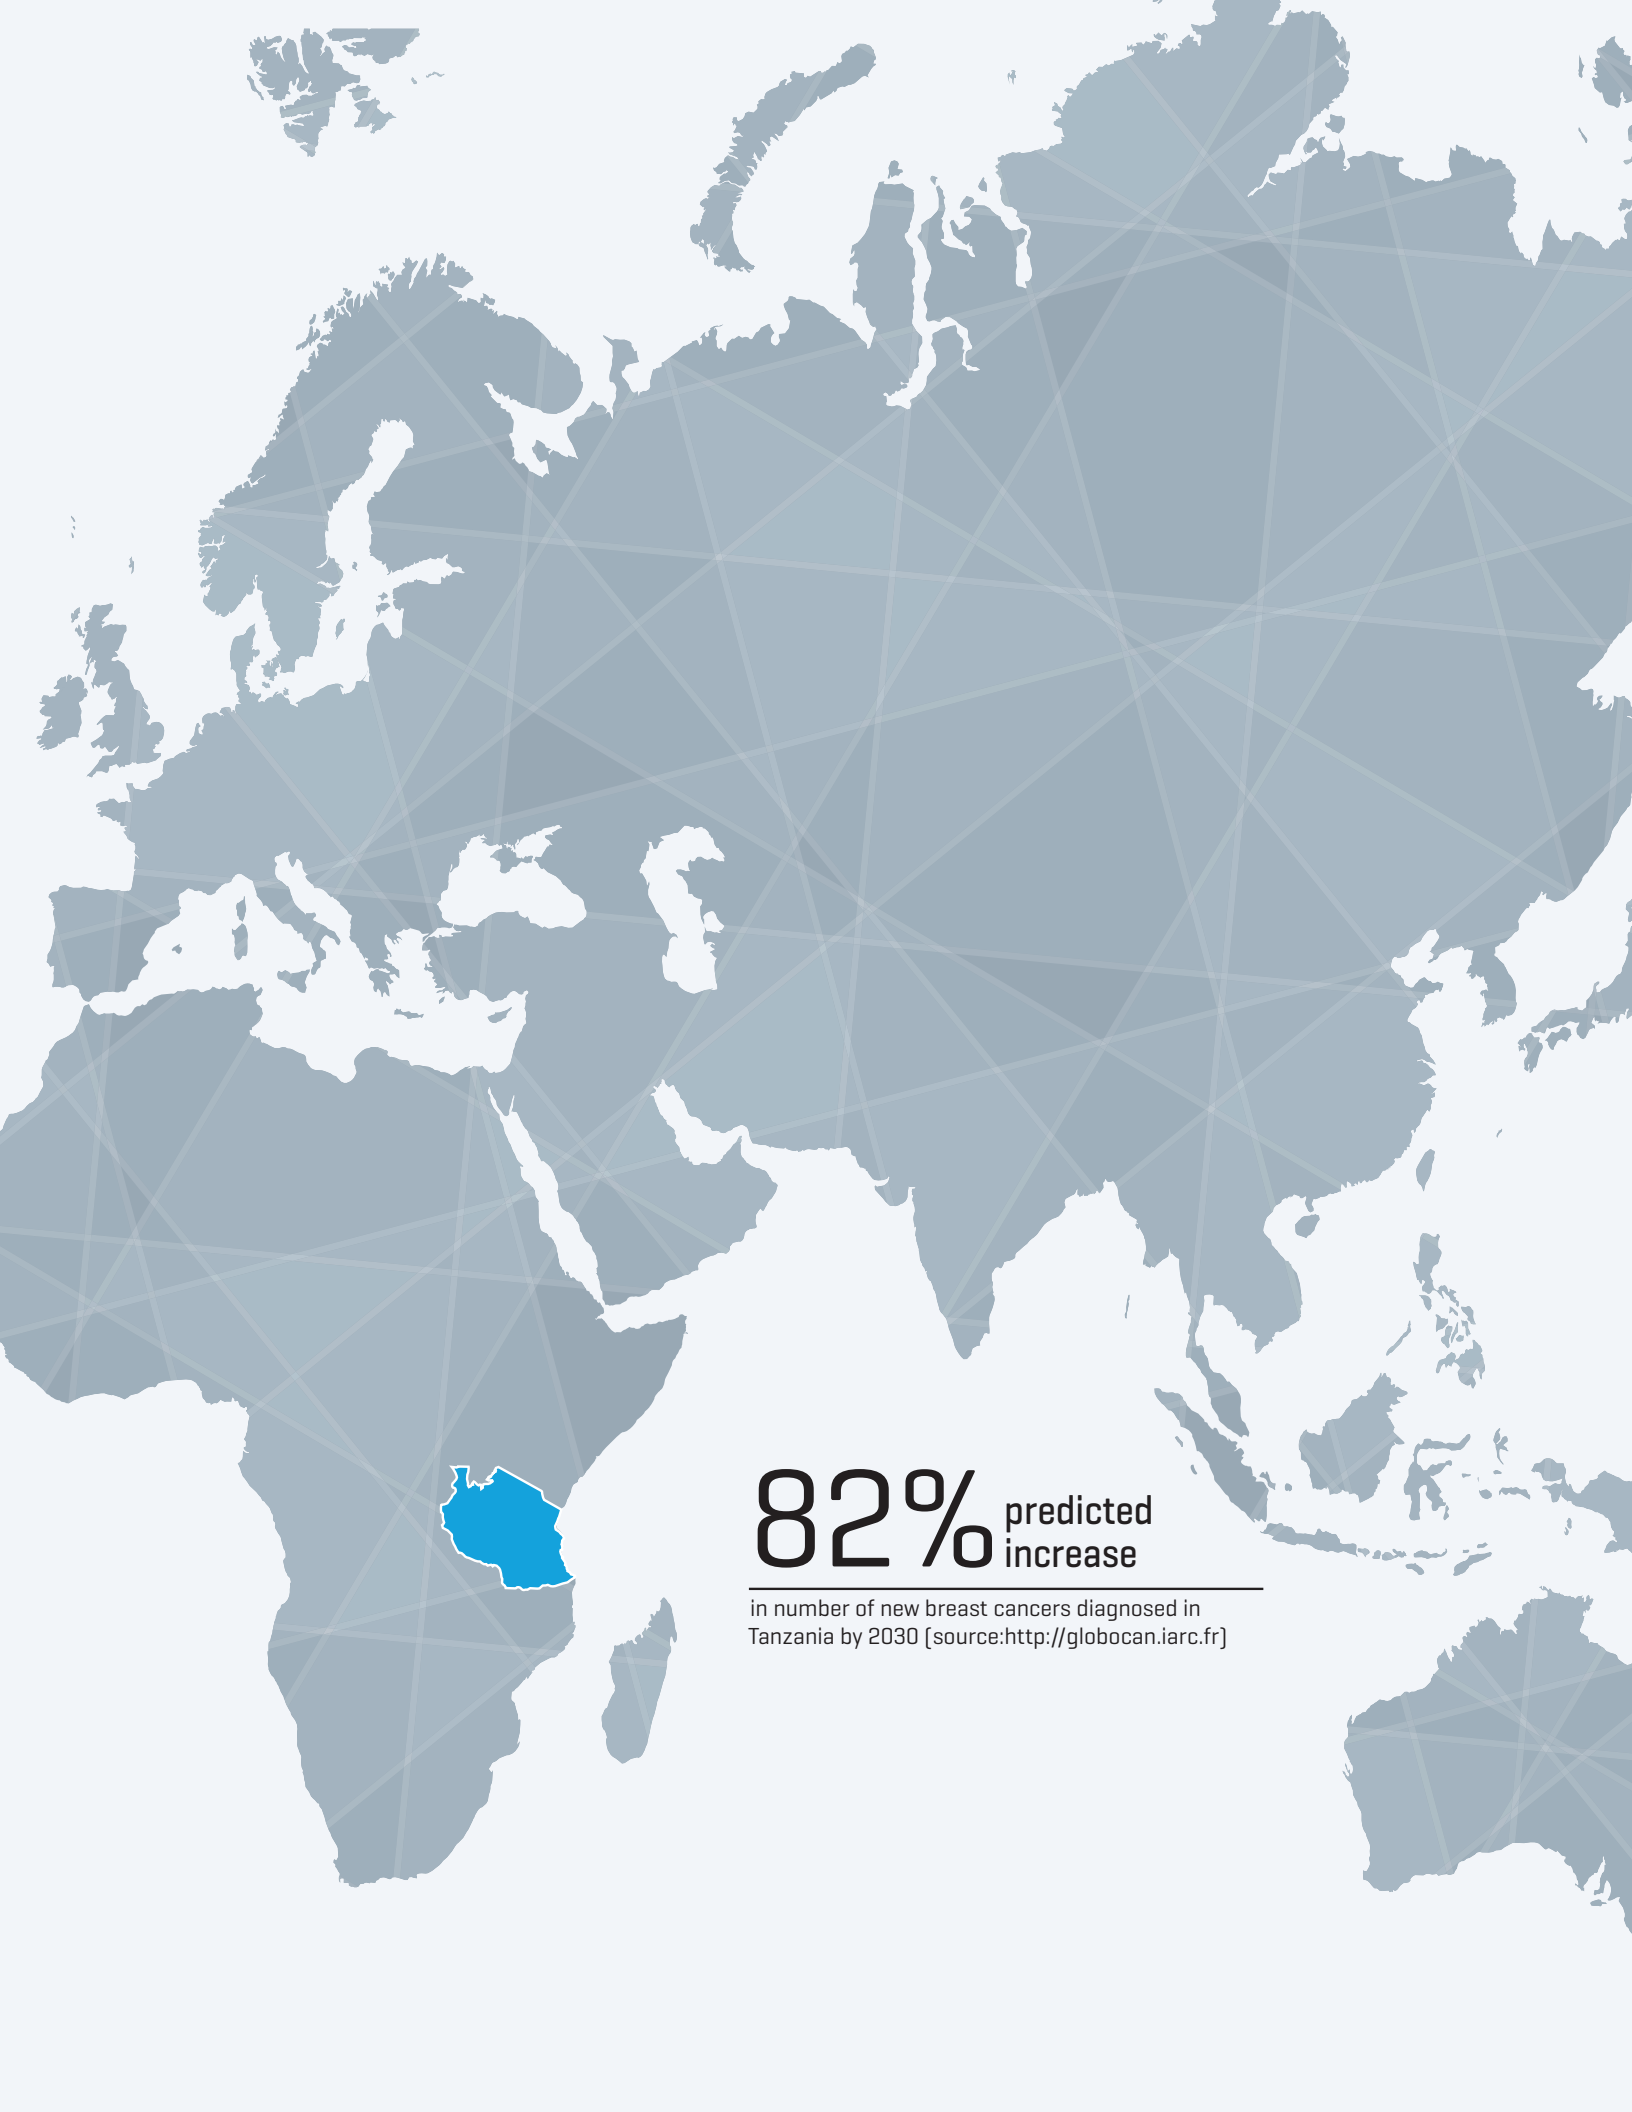 82% predicted
increase
in number of new breast cancers diagnosed in
Tanzania by 2030 (source:http://globocan.iarc.fr)